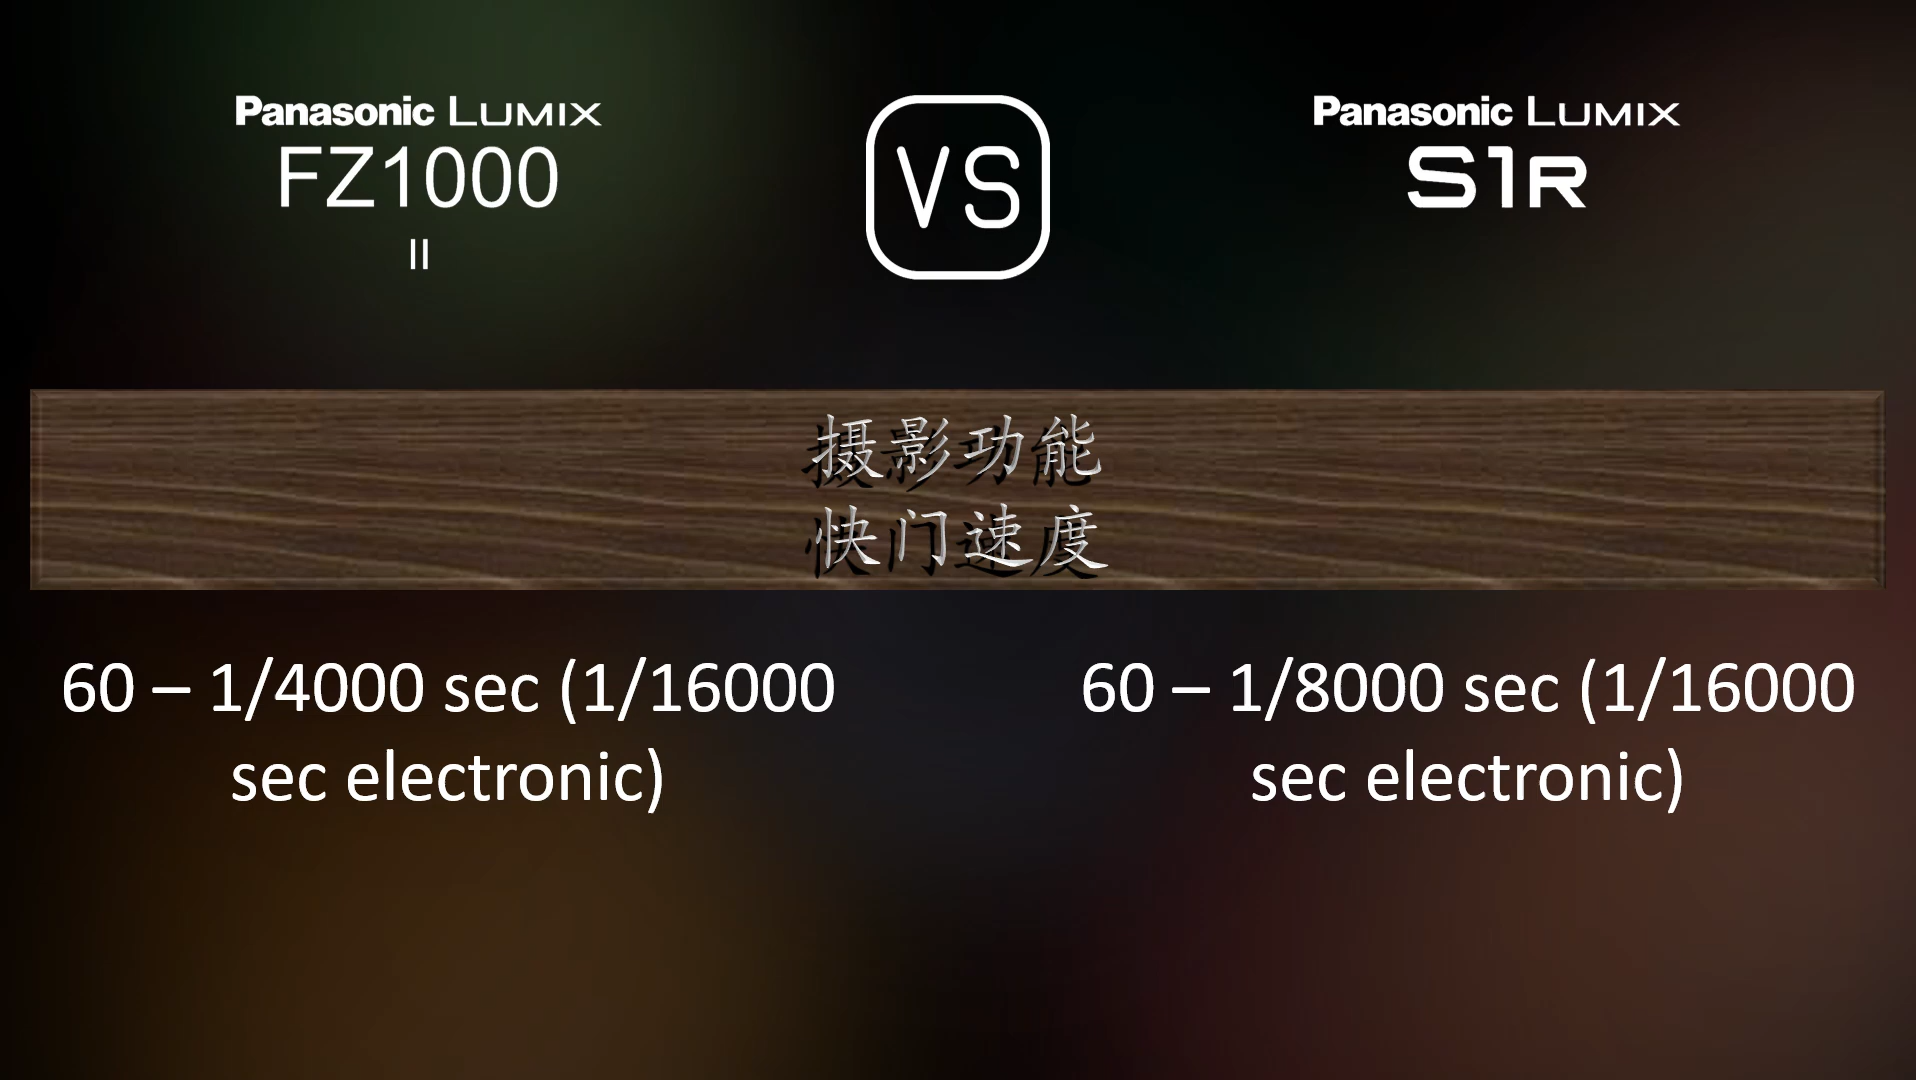 Panasonic LUMIX
FZ1000
II
VS
Panasonic LUMIX
S1R
摄影功能
快门速度
60 – 1/4000 sec (1/16000
sec electronic)
60 – 1/8000 sec (1/16000
sec electronic)